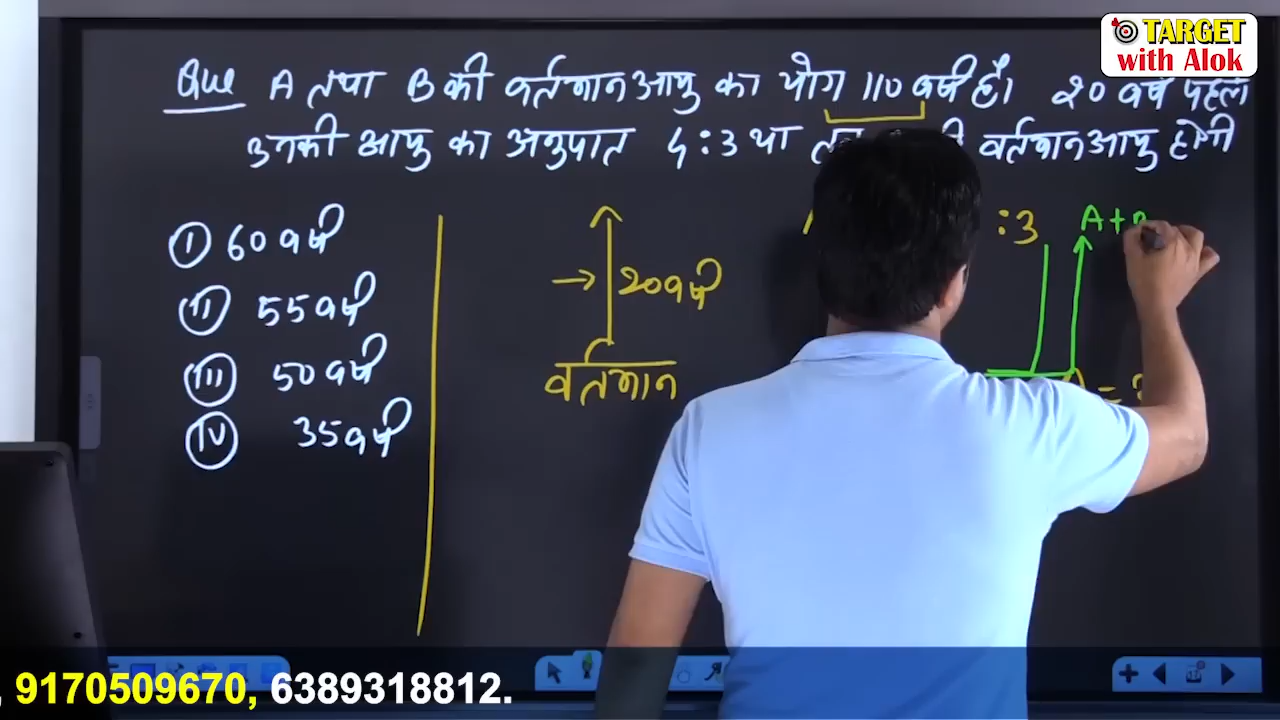 TARGET
with Alok
Que A तथा B की वर्तमान आयु का योग 110 वर्ष है। 20 वर्ष पहले
उनकी आयु का अनुपात 4:3 था वर्तमान आयु होगी
I 60 वर्ष
II 55 वर्ष
III 50 वर्ष
IV 35 वर्ष
20 वर्ष
वर्तमान
:3
A+
=
9170509670, 6389318812.